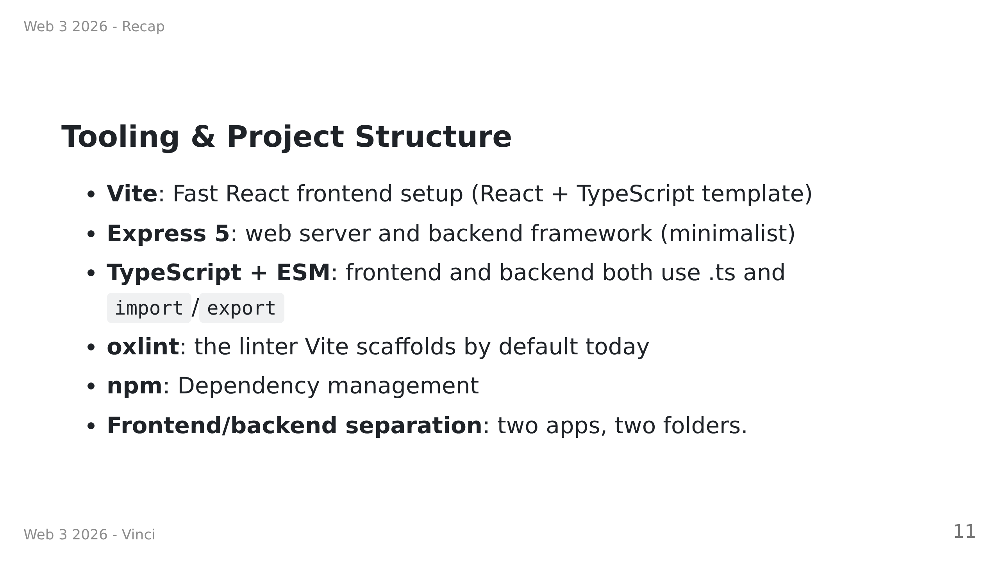 Web 3 2026 - Recap
Tooling & Project Structure
• Vite: Fast React frontend setup (React + TypeScript template)
• Express 5: web server and backend framework (minimalist)
• TypeScript + ESM: frontend and backend both use .ts and
import/export
• oxlint: the linter Vite scaffolds by default today
• npm: Dependency management
• Frontend/backend separation: two apps, two folders.
Web 3 2026 - Vinci
11